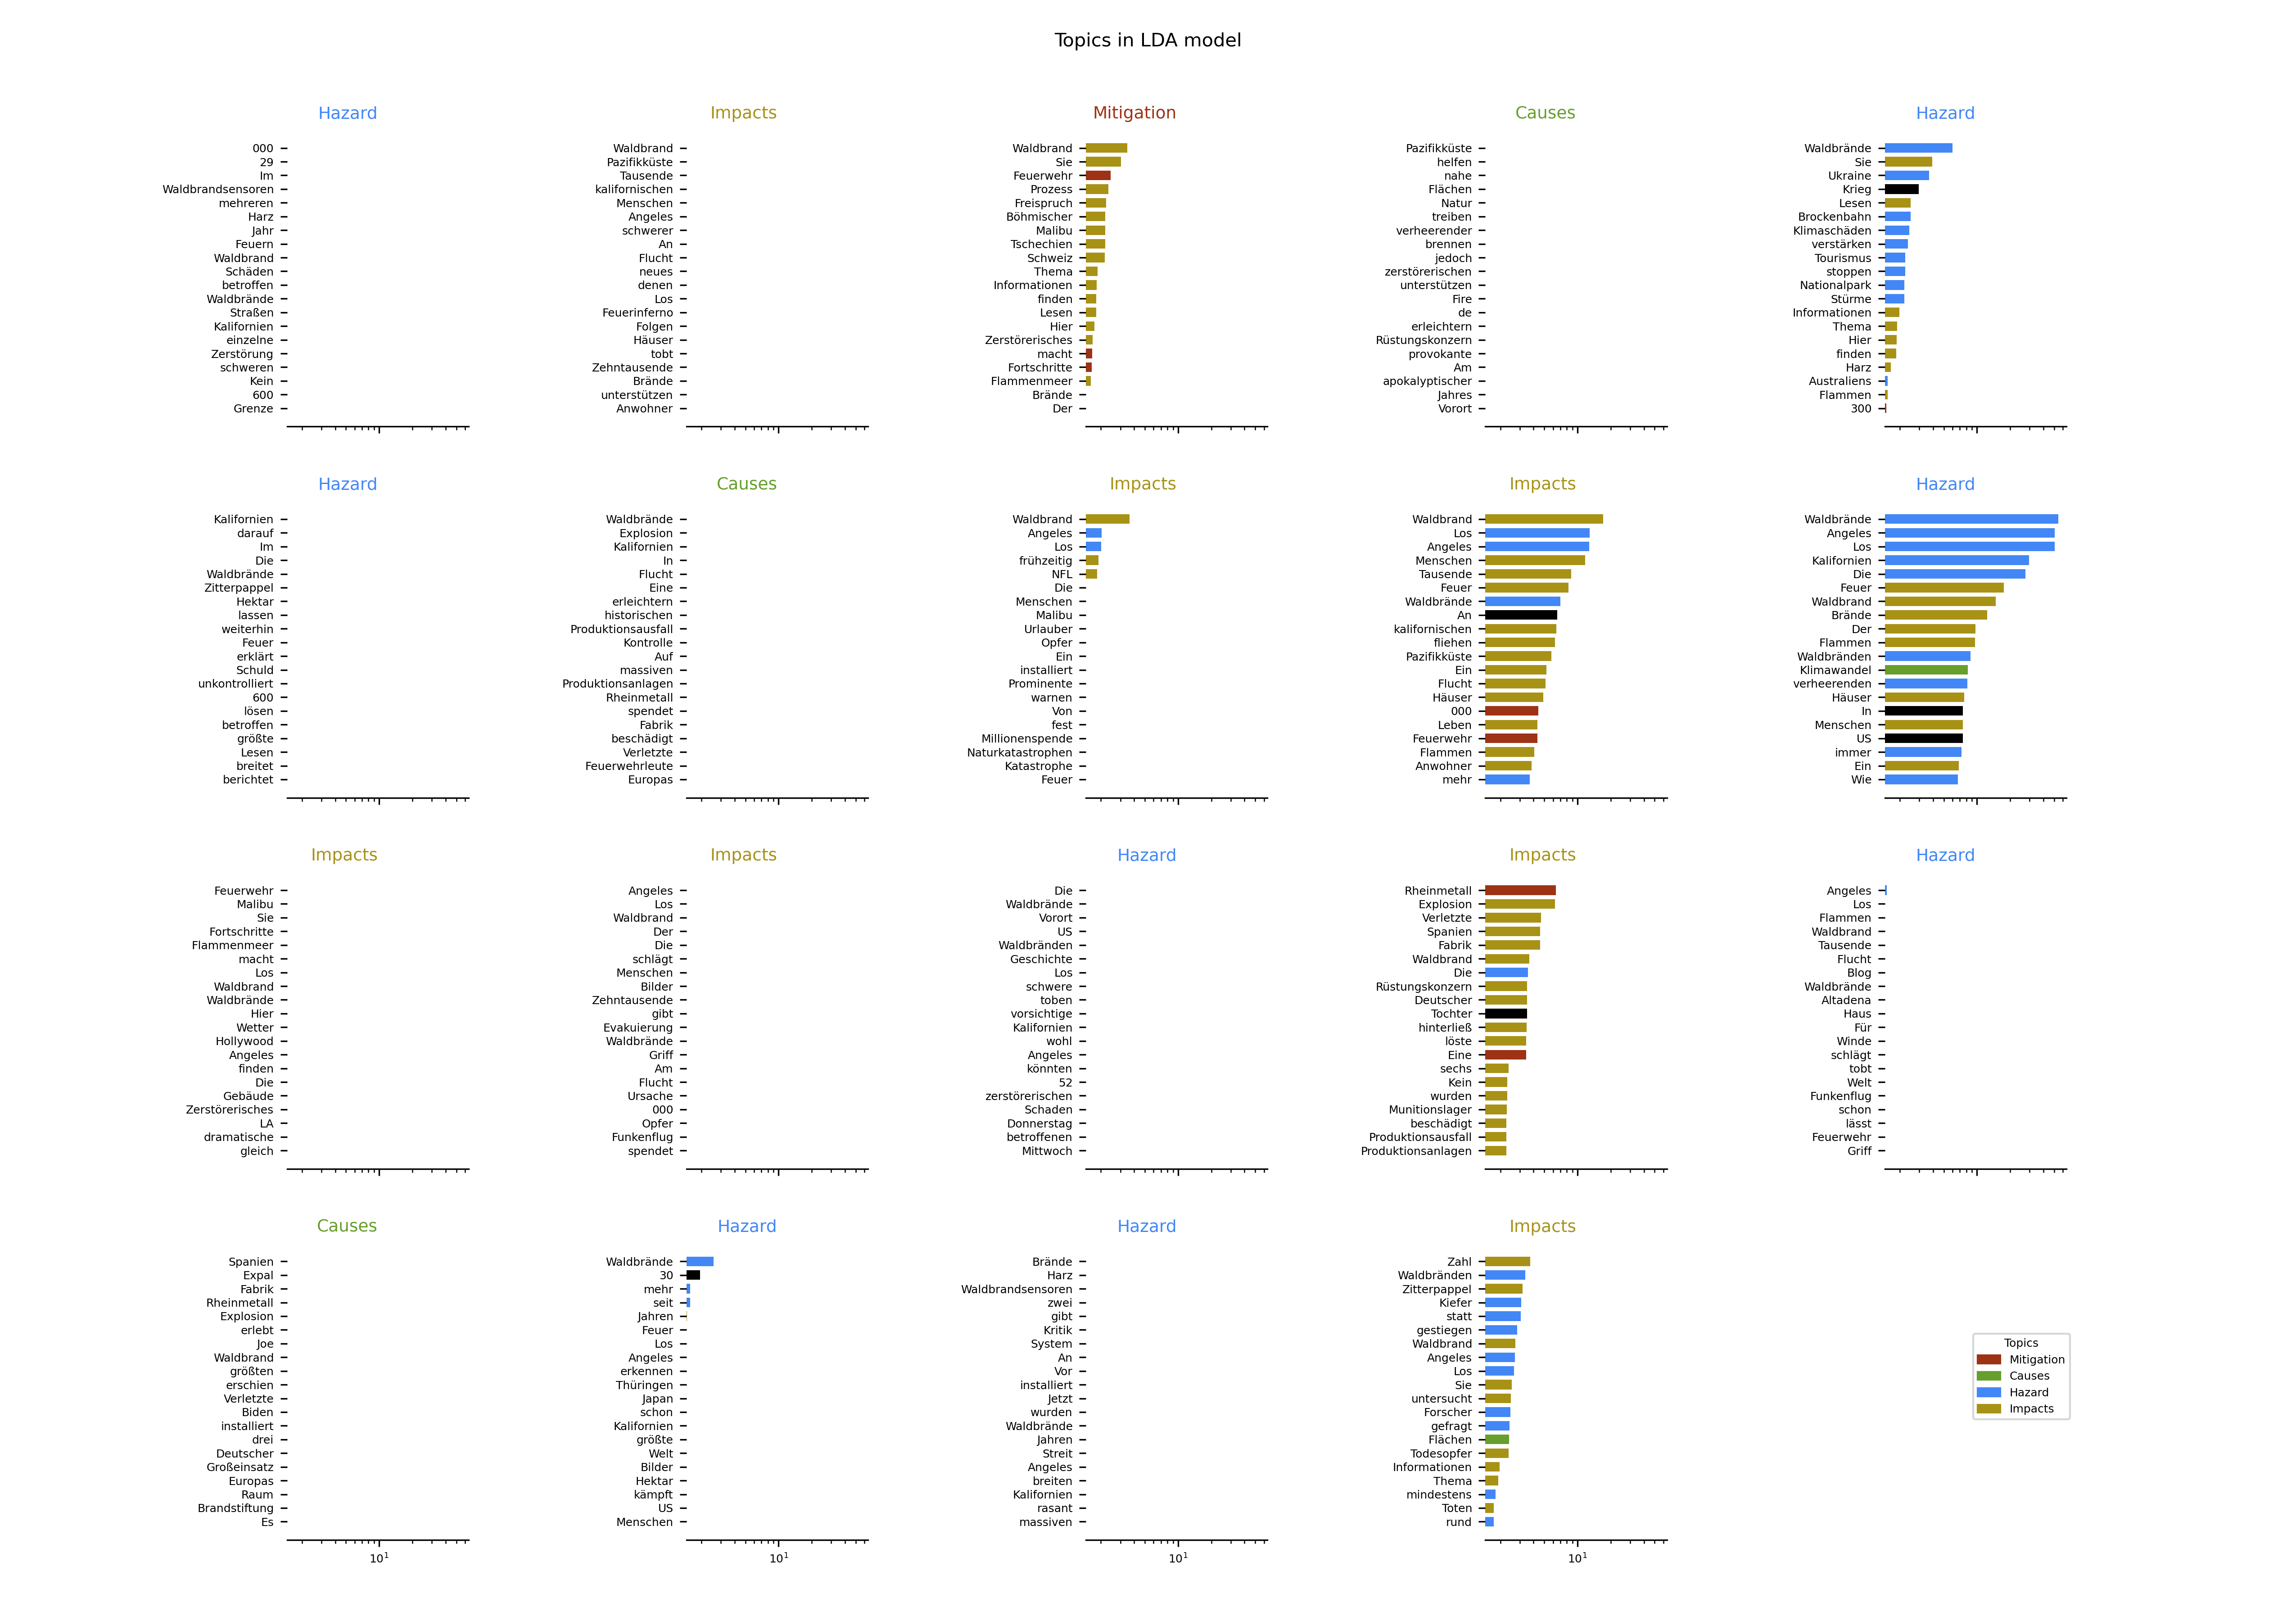 Topics in LDA model
Hazard
000
29
Im
Waldbrandsensoren
mehreren
Harz
Jahr
Feuern
Waldbrand
Schäden
betroffen
Waldbrände
Straßen
Kalifornien
einzelne
Zerstörung
schweren
Kein
600
Grenze
Impacts
Waldbrand
Pazifikküste
Tausende
kalifornischen
Menschen
Angeles
schwerer
An
Flucht
neues
denen
Los
Feuerinferno
Folgen
Häuser
tobt
Zehntausende
Brände
unterstützen
Anwohner
Mitigation
Waldbrand
Sie
Feuerwehr
Prozess
Freispruch
Böhmischer
Malibu
Tschechien
Schweiz
Thema
Informationen
finden
Lesen
Hier
Zerstörerisches
macht
Fortschritte
Flammenmeer
Brände
Der
Causes
Pazifikküste
helfen
nahe
Flächen
Natur
treiben
verheerender
brennen
jedoch
zerstörerischen
unterstützen
Fire
de
erleichtern
Rüstungskonzern
provokante
Am
apokalyptischer
Jahres
Vorort
Hazard
Waldbrände
Sie
Ukraine
Krieg
Lesen
Brockenbahn
Klimaschäden
verstärken
Tourismus
stoppen
Nationalpark
Stürme
Informationen
Thema
Hier
finden
Harz
Australiens
Flammen
300
Hazard
Kalifornien
darauf
Im
Die
Waldbrände
Zitterpappel
Hektar
lassen
weiterhin
Feuer
erklärt
Schuld
unkontrolliert
600
lösen
betroffen
größte
Lesen
breitet
berichtet
Causes
Waldbrände
Explosion
Kalifornien
In
Flucht
Eine
erleichtern
historischen
Produktionsausfall
Kontrolle
Auf
massiven
Produktionsanlagen
Rheinmetall
spendet
Fabrik
beschädigt
Verletzte
Feuerwehrleute
Europas
Impacts
Waldbrand
Angeles
Los
frühzeitig
NFL
Die
Menschen
Malibu
Urlauber
Opfer
Ein
installiert
Prominente
warnen
Von
fest
Millionenspende
Naturkatastrophen
Katastrophe
Feuer
Impacts
Waldbrand
Los
Angeles
Menschen
Tausende
Feuer
Waldbrände
An
kalifornischen
fliehen
Pazifikküste
Ein
Flucht
Häuser
000
Leben
Feuerwehr
Flammen
Anwohner
mehr
Hazard
Waldbrände
Angeles
Los
Kalifornien
Die
Feuer
Waldbrand
Brände
Der
Flammen
Waldbränden
Klimawandel
verheerenden
Häuser
In
Menschen
US
immer
Ein
Wie
Impacts
Feuerwehr
Malibu
Sie
Fortschritte
Flammenmeer
macht
Los
Waldbrand
Waldbrände
Hier
Wetter
Hollywood
Angeles
finden
Die
Gebäude
Zerstörerisches
LA
dramatische
gleich
Impacts
Angeles
Los
Waldbrand
Der
Die
schlägt
Menschen
Bilder
Zehntausende
gibt
Evakuierung
Waldbrände
Griff
Am
Flucht
Ursache
000
Opfer
Funkenflug
spendet
Hazard
Die
Waldbrände
Vorort
US
Waldbränden
Geschichte
Los
schwere
toben
vorsichtige
Kalifornien
wohl
Angeles
könnten
52
zerstörerischen
Schaden
Donnerstag
betroffenen
Mittwoch
Impacts
Rheinmetall
Explosion
Verletzte
Spanien
Fabrik
Waldbrand
Die
Rüstungskonzern
Deutscher
Tochter
hinterließ
löste
Eine
sechs
Kein
wurden
Munitionslager
beschädigt
Produktionsausfall
Produktionsanlagen
Hazard
Angeles
Los
Flammen
Waldbrand
Tausende
Flucht
Blog
Waldbrände
Altadena
Haus
Für
Winde
schlägt
tobt
Welt
Funkenflug
schon
lässt
Feuerwehr
Griff
Causes
Spanien
Expal
Fabrik
Rheinmetall
Explosion
erlebt
Joe
Waldbrand
größten
erschien
Verletzte
Biden
installiert
drei
Deutscher
Großeinsatz
Europas
Raum
Brandstiftung
Es
10¹
Hazard
Waldbrände
30
mehr
seit
Jahren
Feuer
Los
Angeles
erkennen
Thüringen
Japan
schon
Kalifornien
größte
Welt
Bilder
Hektar
kämpft
US
Menschen
10¹
Hazard
Brände
Harz
Waldbrandsensoren
zwei
gibt
Kritik
System
An
Vor
installiert
Jetzt
wurden
Waldbrände
Jahren
Streit
Angeles
breiten
Kalifornien
rasant
massiven
10¹
Impacts
Zahl
Waldbränden
Zitterpappel
Kiefer
statt
gestiegen
Waldbrand
Angeles
Los
Sie
untersucht
Forscher
gefragt
Flächen
Todesopfer
Informationen
Thema
mindestens
Toten
rund
10¹
Topics
Mitigation
Causes
Hazard
Impacts